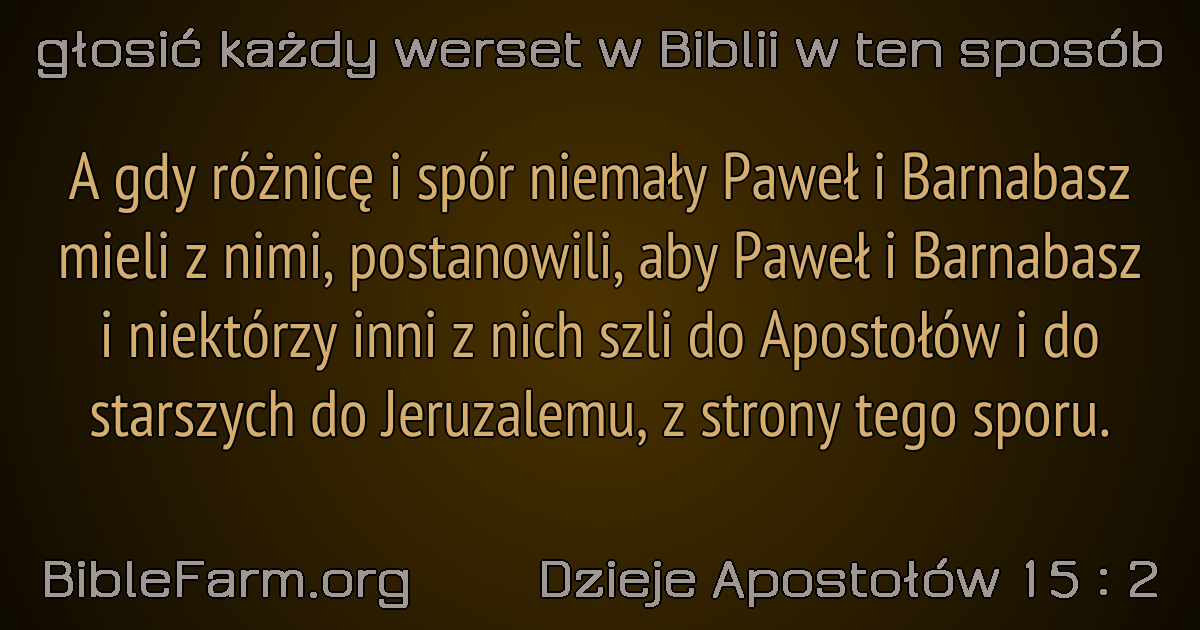 głosić każdy werset w Biblii w ten sposób
A gdy różnicę i spór niemały Paweł i Barnabasz
mieli z nimi, postanowili, aby Paweł i Barnabasz
i niektórzy inni z nich szli do Apostołów i do
starszych do Jeruzalemu, z strony tego sporu.
BibleFarm.org Dzieje Apostołów 15 : 2